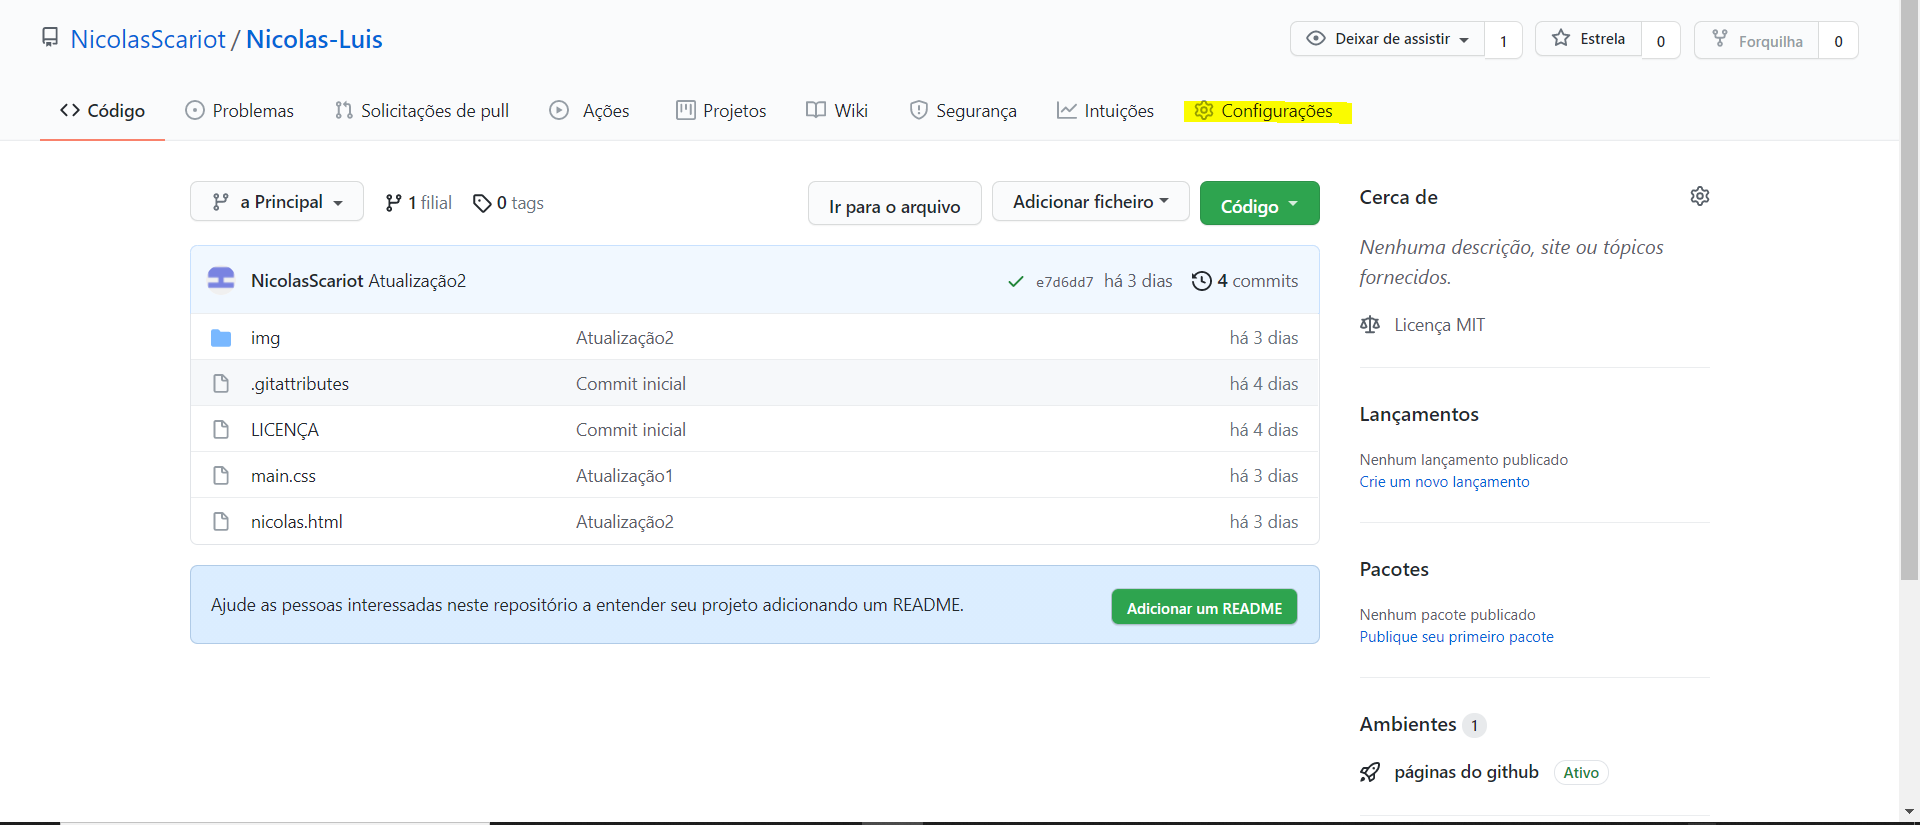 NicolasScariot / Nicolas-Luis
Deixar de assistir 1 Estrela 0 Forquilha 0
Código Problemas Solicitações de pull Ações Projetos Wiki Segurança Intuições Configurações
a Principal 1 filial 0 tags Ir para o arquivo Adicionar ficheiro Código
NicolasScariot Atualização2 e7d6dd7 há 3 dias 4 commits
img Atualização2 há 3 dias
.gitattributes Commit inicial há 4 dias
LICENÇA Commit inicial há 4 dias
main.css Atualização1 há 3 dias
nicolas.html Atualização2 há 3 dias
Ajude as pessoas interessadas neste repositório a entender seu projeto adicionando um README. Adicionar um README
Cerca de
Nenhuma descrição, site ou tópicos
fornecidos.
Licença MIT
Lançamentos
Nenhum lançamento publicado
Crie um novo lançamento
Pacotes
Nenhum pacote publicado
Publique seu primeiro pacote
Ambientes 1
páginas do github Ativo